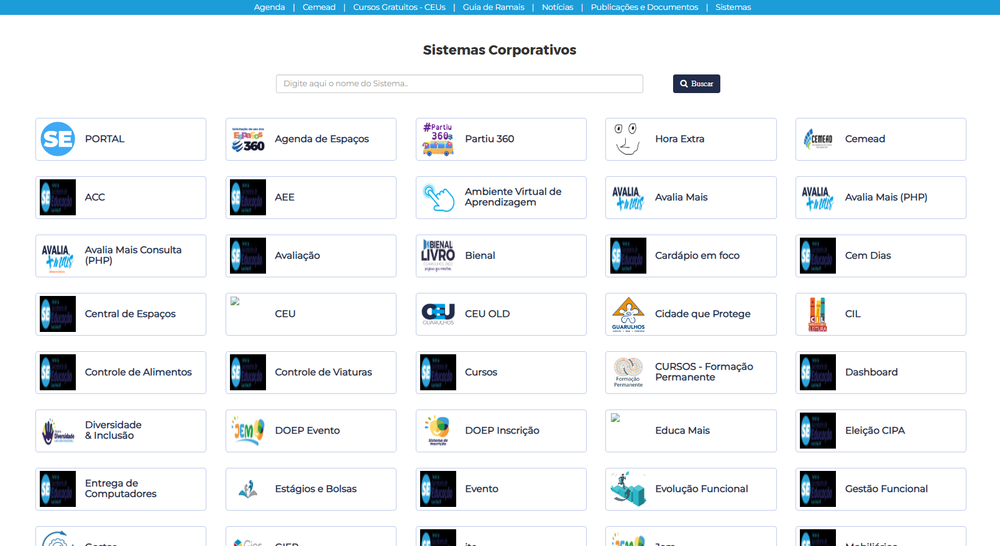 Agenda | Cemead | Cursos Gratuitos - CEUs | Guia de Ramais | Notícias | Publicações e Documentos | Sistemas
Sistemas Corporativos
Digite aqui o nome do Sistema..
Buscar
SE
PORTAL
Solicitação de uso dos
Espaços
360
Agenda de Espaços
#Partiu
360
Partiu 360
Hora Extra
CEMEAD
Cemead
SE
Educação
ACC
SE
Educação
AEE
Ambiente Virtual de
Aprendizagem
AVALIA
+mais
Avalia Mais
AVALIA
+mais
Avalia Mais (PHP)
AVALIA
+mais
Avalia Mais Consulta
(PHP)
SE
Educação
Avaliação
BIENAL
LIVRO
GUARULHOS 2022
Bienal
SE
Educação
Cardápio em foco
SE
Educação
Cem Dias
SE
Educação
Central de Espaços
CEU
CEU
GUARULHOS
CEU OLD
GUARULHOS
CIDADE QUE PROTEGE
Cidade que Protege
CIL
LEITURA
CIL
SE
Educação
Controle de Alimentos
SE
Educação
Controle de Viaturas
SE
Educação
Cursos
Formação
Permanente
CURSOS - Formação
Permanente
SE
Educação
Dashboard
Diversidade
Diversidade
& Inclusão
JEM
DOEP Evento
Sistema de
Inscrição
DOEP Inscrição
Educa Mais
SE
Educação
Eleição CIPA
SE
Educação
Entrega de
Computadores
Estágios e Bolsas
SE
Educação
Evento
Evolução Funcional
SE
Educação
Gestão Funcional